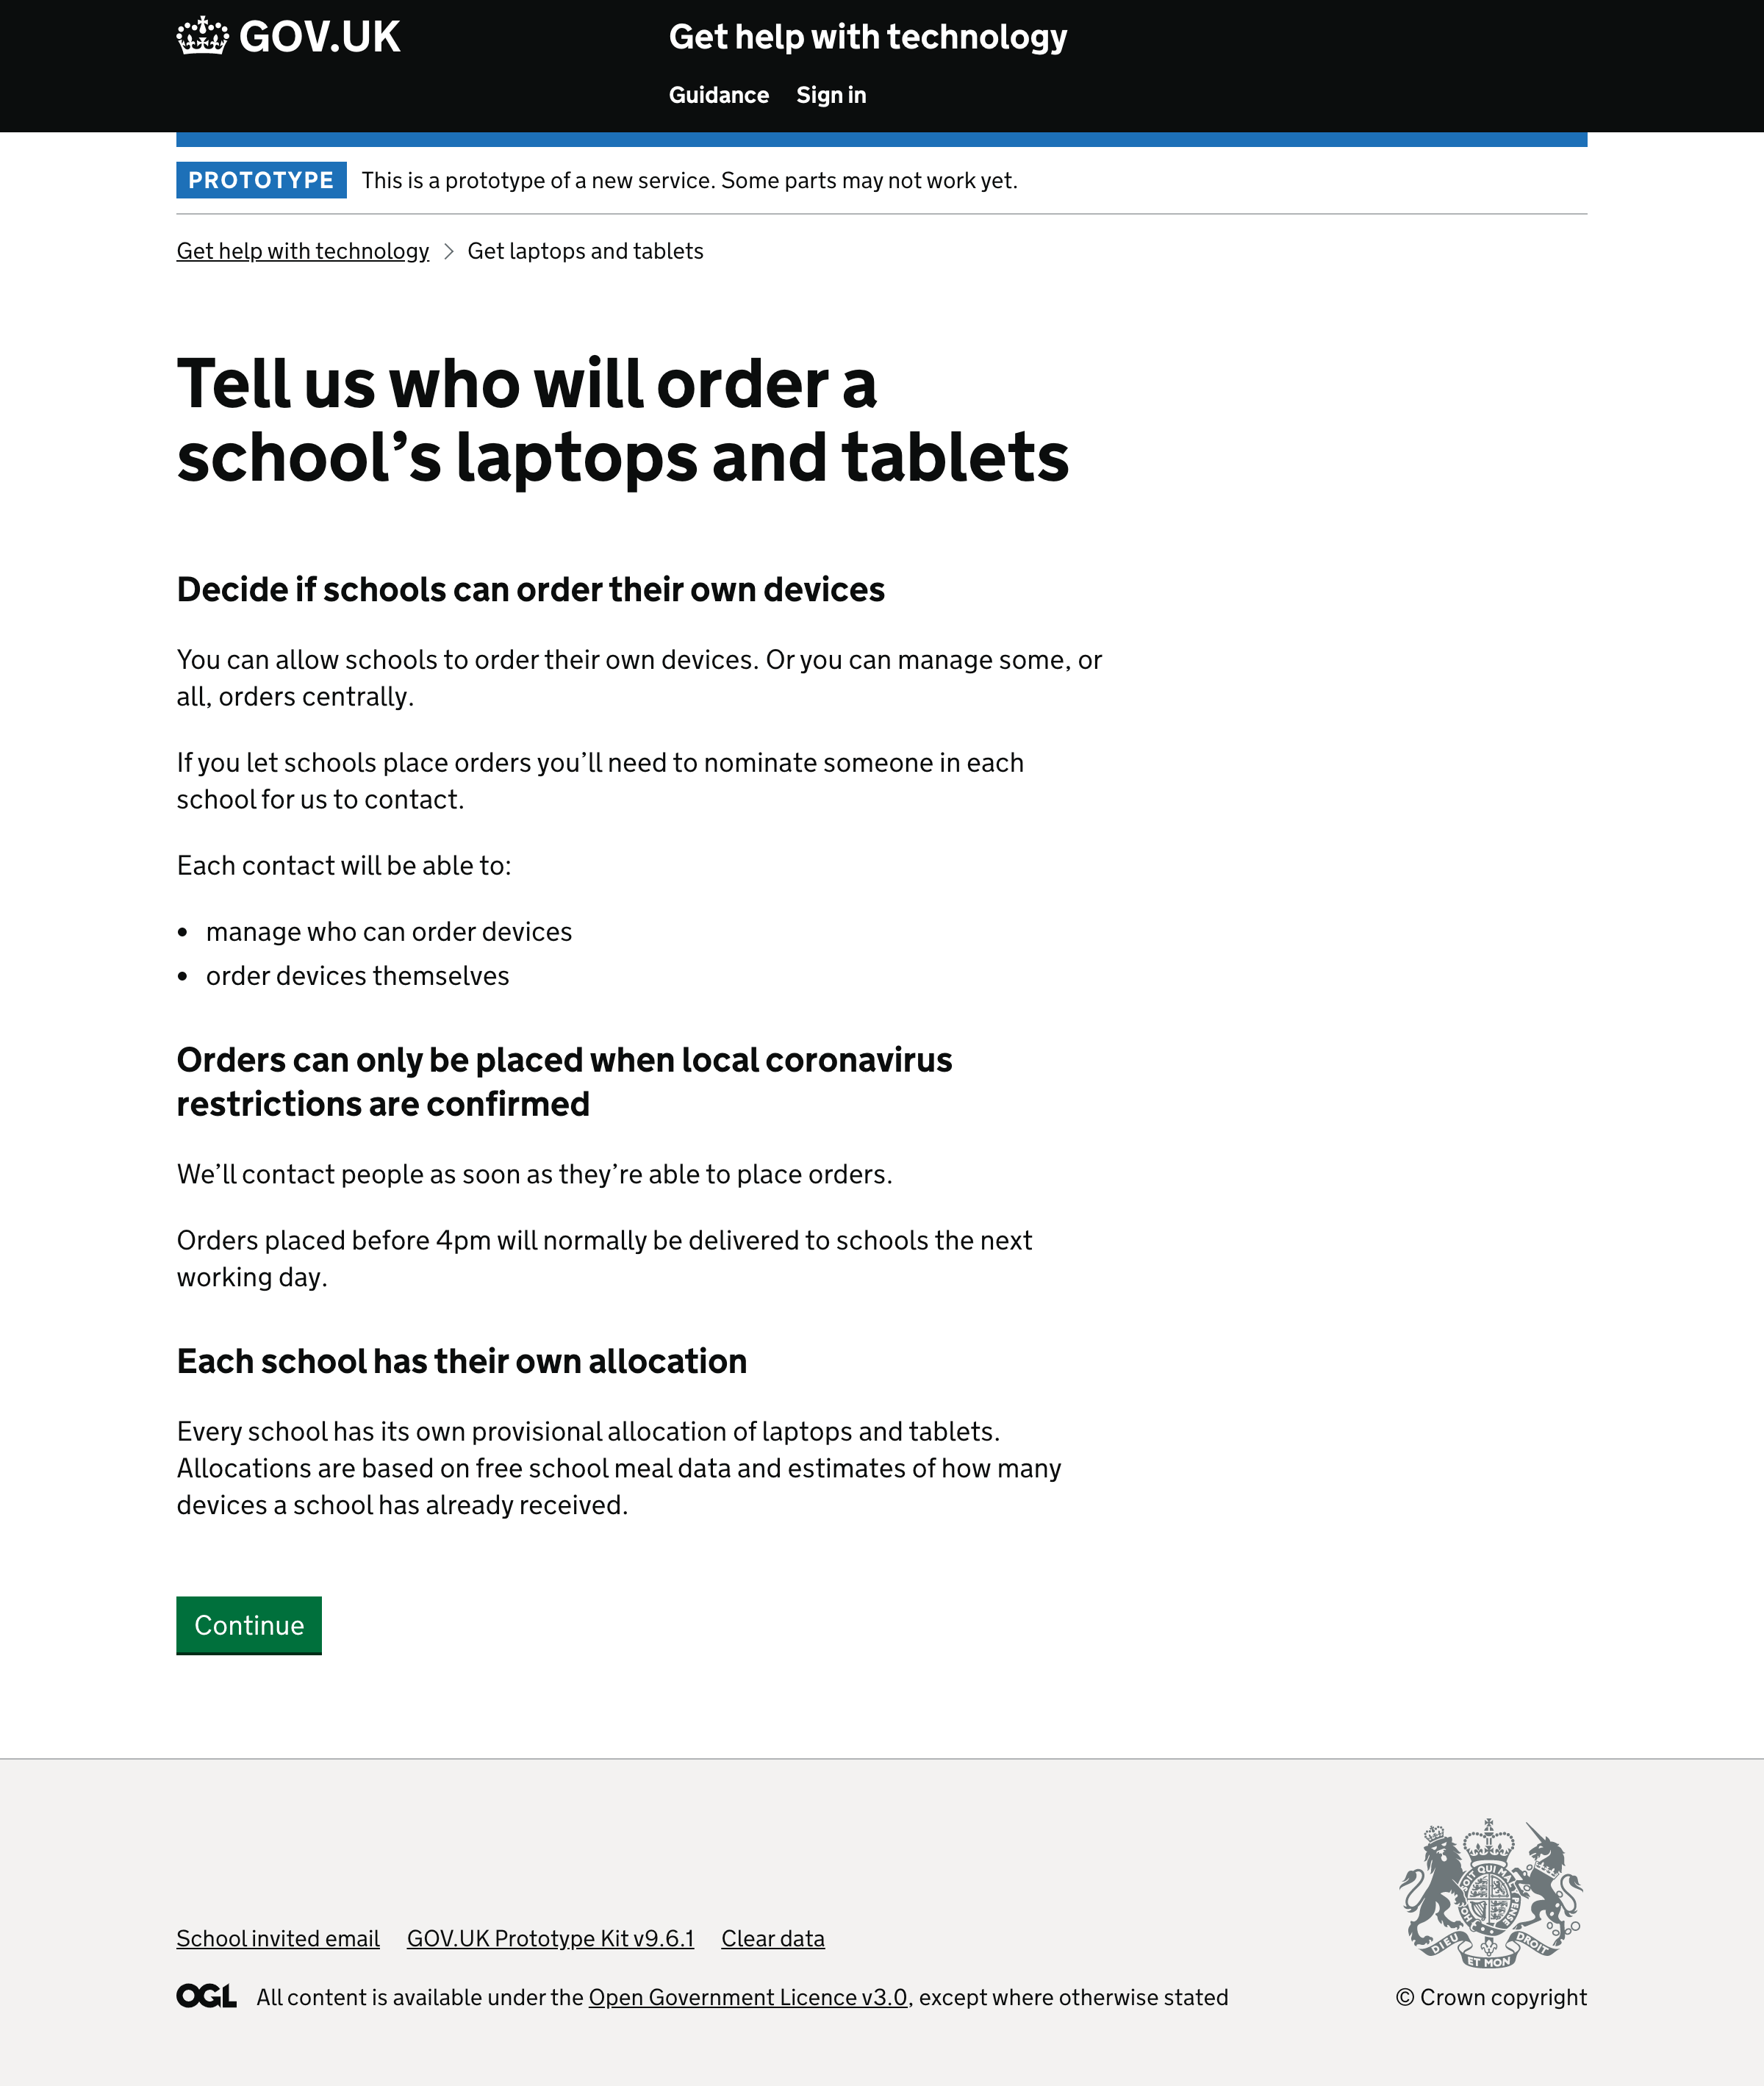 GOV.UK
Get help with technology
Guidance Sign in
PROTOTYPE This is a prototype of a new service. Some parts may not work yet.
Get help with technology Get laptops and tablets
Tell us who will order a
school’s laptops and tablets
Decide if schools can order their own devices
You can allow schools to order their own devices. Or you can manage some, or
all, orders centrally.
If you let schools place orders you’ll need to nominate someone in each
school for us to contact.
Each contact will be able to:
• manage who can order devices
• order devices themselves
Orders can only be placed when local coronavirus
restrictions are confirmed
We’ll contact people as soon as they’re able to place orders.
Orders placed before 4pm will normally be delivered to schools the next
working day.
Each school has their own allocation
Every school has its own provisional allocation of laptops and tablets.
Allocations are based on free school meal data and estimates of how many
devices a school has already received.
Continue
School invited email GOV.UK Prototype Kit v9.6.1 Clear data
DIEU ET MON DROIT
OGL All content is available under the Open Government Licence v3.0, except where otherwise stated
© Crown copyright